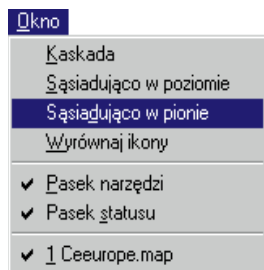 Okno
Kaskada
Sąsiadująco w poziomie
Sąsiadująco w pionie
Wyrównaj ikony
Pasek narzędzi
Pasek statusu
1 Ceeurope.map